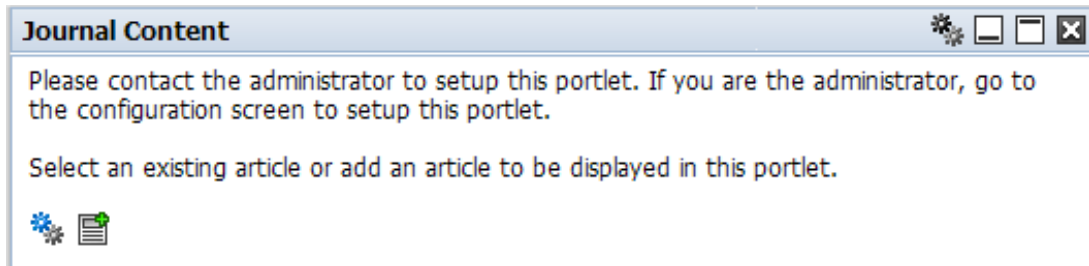 Journal Content
Please contact the administrator to setup this portlet. If you are the administrator, go to
the configuration screen to setup this portlet.
Select an existing article or add an article to be displayed in this portlet.